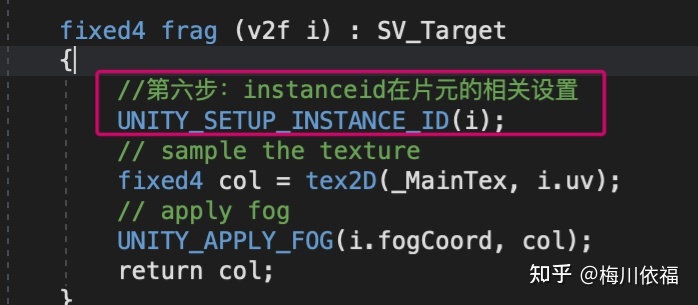 fixed4 frag (v2f i) : SV_Target
{
//第六步：instanceid在片元的相关设置
UNITY_SETUP_INSTANCE_ID(i);
// sample the texture
fixed4 col = tex2D(_MainTex, i.uv);
// apply fog
UNITY_APPLY_FOG(i.fogCoord, col);
return col;
}
知乎 @梅川依福